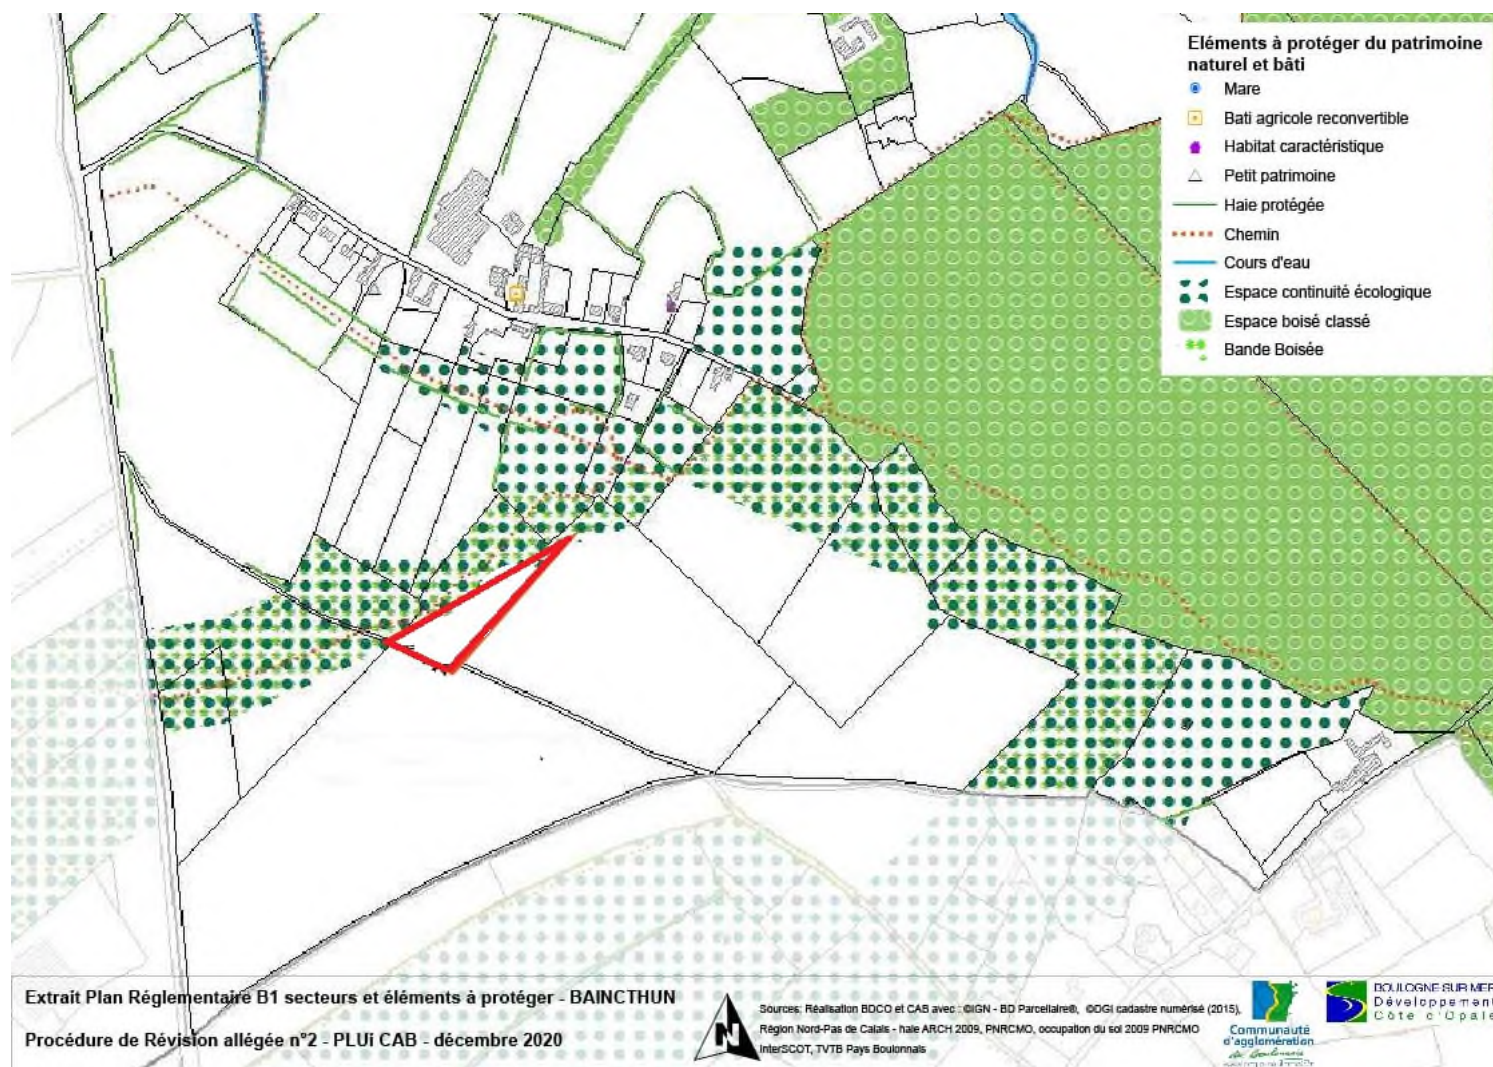 Eléments à protéger du patrimoine
naturel et bâti
Mare
Bati agricole reconvertible
Habitat caractéristique
Petit patrimoine
Haie protégée
Chemin
Cours d'eau
Espace continuité écologique
Espace boisé classé
Bande Boisée
Extrait Plan Réglementaire B1 secteurs et éléments à protéger - BAINCTHUN
Procédure de Révision allégée n°2 - PLUi CAB - décembre 2020
N
Sources: Réalisation BDCO et CAB avec : ©IGN - BD Parcellaire®, ©DGI cadastre numérisé (2015),
Région Nord-Pas de Calais - haie ARCH 2009, PNRCMO, occupation du sol 2009 PNRCMO
InterSCOT, TVTB Pays Boulonnais
Communauté
d'agglomération
du Boulonnais
BOULOGNE SUR MER
Développement
Côte d'Opale